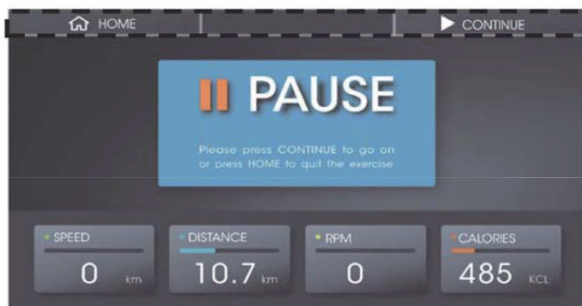 HOME
CONTINUE
PAUSE
Please press CONTINUE to go on
or press HOME to quit the exercise
SPEED
0 km
DISTANCE
10.7 km
RPM
0
CALORIES
485 KCL